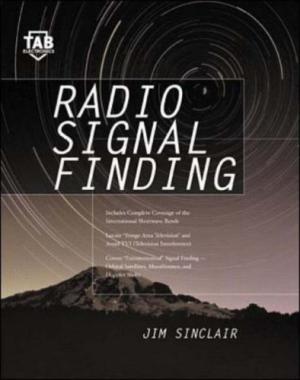 TAB
ELECTRONICS
RADIO
SIGNAL
FINDING
Includes Complete Coverage of the
International Shortwave Bands
Locate "Fringe Area Television" and
Avoid TVI (Television Interference)
Covers "Extraterrestrial" Signal Finding —
Orbital Satellites, Moonbounce, and
JIM SINCLAIR